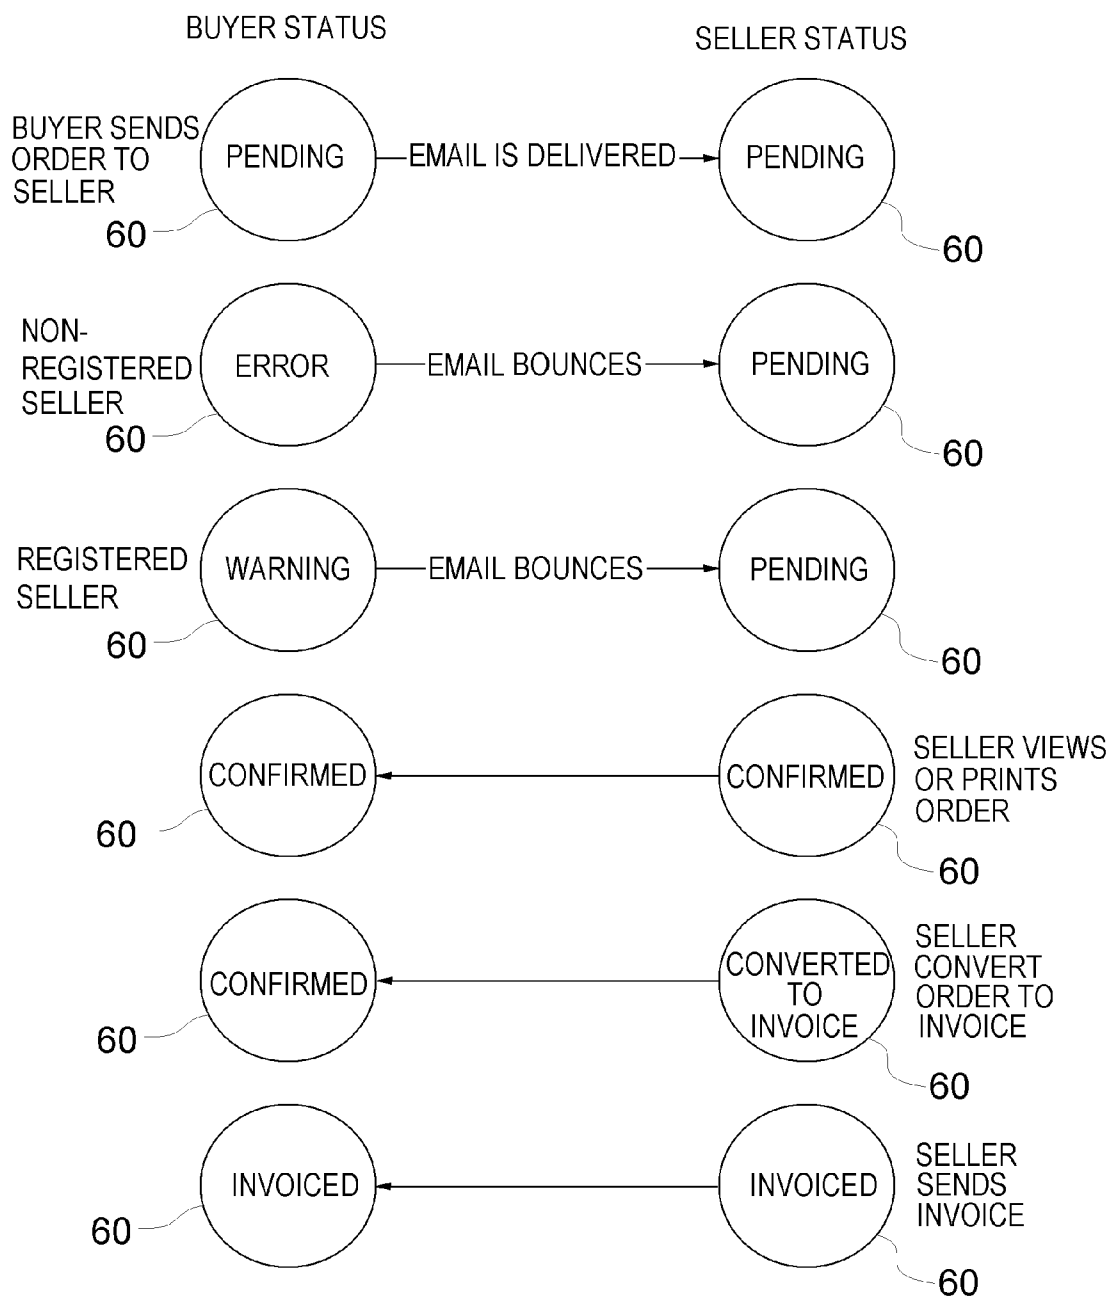 BUYER STATUS
SELLER STATUS
BUYER SENDS
ORDER TO
SELLER
60
PENDING
EMAIL IS DELIVERED
PENDING
60
NON-
REGISTERED
SELLER
60
ERROR
EMAIL BOUNCES
PENDING
60
REGISTERED
SELLER
60
WARNING
EMAIL BOUNCES
PENDING
60
CONFIRMED
60
CONFIRMED
SELLER VIEWS
OR PRINTS
ORDER
60
CONFIRMED
60
CONVERTED
TO
INVOICE
SELLER
CONVERT
ORDER TO
INVOICE
60
INVOICED
60
INVOICED
SELLER
SENDS
INVOICE
60